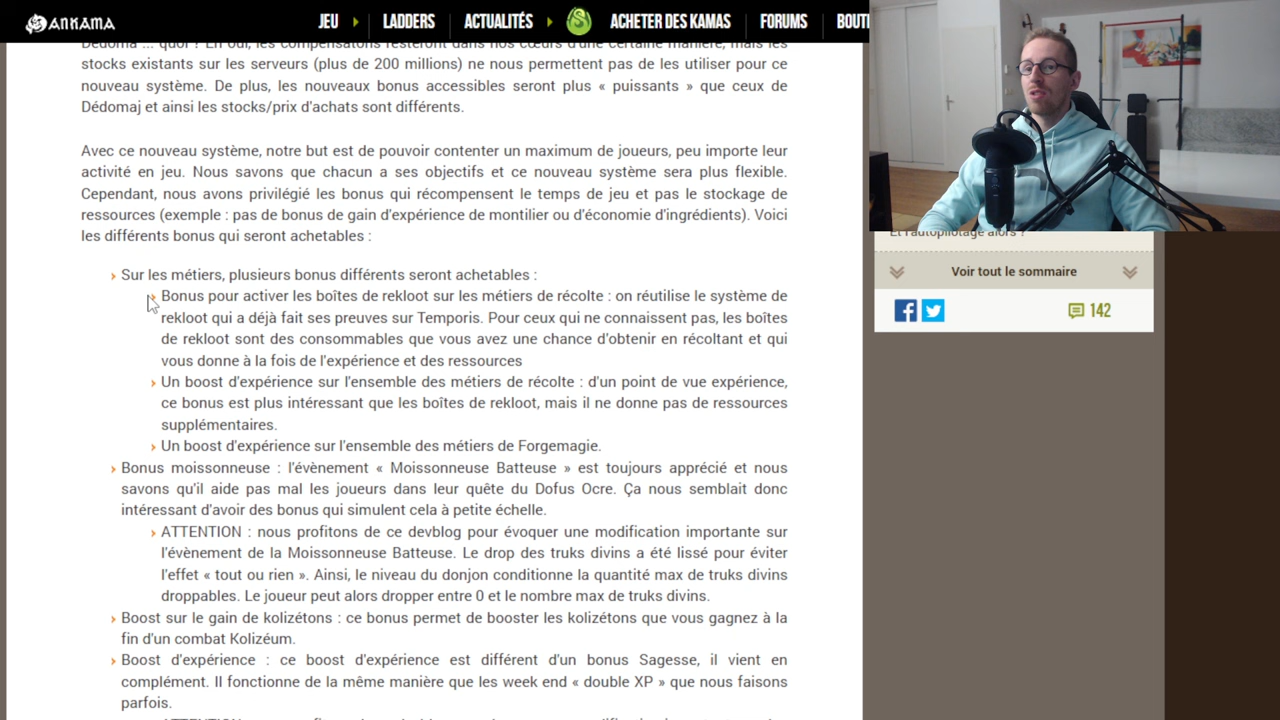 ANKAMA
JEU
LADDERS
ACTUALITÉS
ACHETER DES KAMAS
FORUMS
BOUTI
Dédoma ... quoi ? Eh oui, les compensatons resteront dans nos cœurs d'une certaine manière, mais les
stocks existants sur les serveurs (plus de 200 millions) ne nous permettent pas de les utiliser pour ce
nouveau système. De plus, les nouveaux bonus accessibles seront plus « puissants » que ceux de
Dédomaj et ainsi les stocks/prix d'achats sont différents.
Avec ce nouveau système, notre but est de pouvoir contenter un maximum de joueurs, peu importe leur
activité en jeu. Nous savons que chacun a ses objectifs et ce nouveau système sera plus flexible.
Cependant, nous avons privilégié les bonus qui récompensent le temps de jeu et pas le stockage de
ressources (exemple : pas de bonus de gain d'expérience de montilier ou d'économie d'ingrédients). Voici
les différents bonus qui seront achetables :
Sur les métiers, plusieurs bonus différents seront achetables :
Bonus pour activer les boîtes de rekloot sur les métiers de récolte : on réutilise le système de
rekloot qui a déjà fait ses preuves sur Temporis. Pour ceux qui ne connaissent pas, les boîtes
de rekloot sont des consommables que vous avez une chance d'obtenir en récoltant et qui
vous donne à la fois de l'expérience et des ressources
Un boost d'expérience sur l'ensemble des métiers de récolte : d'un point de vue expérience,
ce bonus est plus intéressant que les boîtes de rekloot, mais il ne donne pas de ressources
supplémentaires.
Un boost d'expérience sur l'ensemble des métiers de Forgemagie.
Bonus moissonneuse : l'évènement « Moissonneuse Batteuse » est toujours apprécié et nous
savons qu'il aide pas mal les joueurs dans leur quête du Dofus Ocre. Ça nous semblait donc
intéressant d'avoir des bonus qui simulent cela à petite échelle.
ATTENTION : nous profitons de ce devblog pour évoquer une modification importante sur
l'évènement de la Moissonneuse Batteuse. Le drop des truks divins a été lissé pour éviter
l'effet « tout ou rien ». Ainsi, le niveau du donjon conditionne la quantité max de truks divins
droppables. Le joueur peut alors dropper entre 0 et le nombre max de truks divins.
Boost sur le gain de kolizétons : ce bonus permet de booster les kolizétons que vous gagnez à la
fin d'un combat Kolizéum.
Boost d'expérience : ce boost d'expérience est différent d'un bonus Sagesse, il vient en
complément. Il fonctionne de la même manière que les week end « double XP » que nous faisons
parfois.
Et l'autopilotage alors ?
Voir tout le sommaire
142